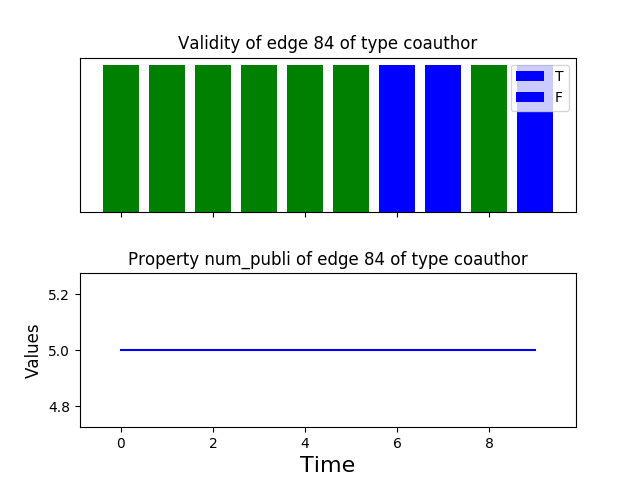 Validity of edge 84 of type coauthor
T
F
Property num_publi of edge 84 of type coauthor
5.2
5.0
4.8
Values
0 2 4 6 8
Time